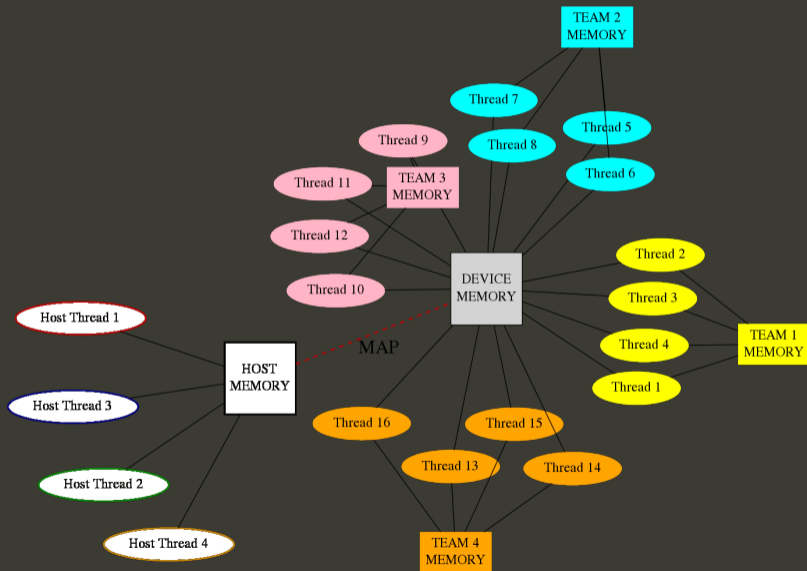 TEAM 2
MEMORY
Thread 7
Thread 5
Thread 8
Thread 9
Thread 6
TEAM 3
MEMORY
Thread 11
Thread 12
Thread 10
DEVICE
MEMORY
Thread 2
Thread 3
Thread 4
Thread 1
TEAM 1
MEMORY
Host Thread 1
MAP
HOST
MEMORY
Host Thread 3
Host Thread 2
Host Thread 4
Thread 16
Thread 15
Thread 13
Thread 14
TEAM 4
MEMORY